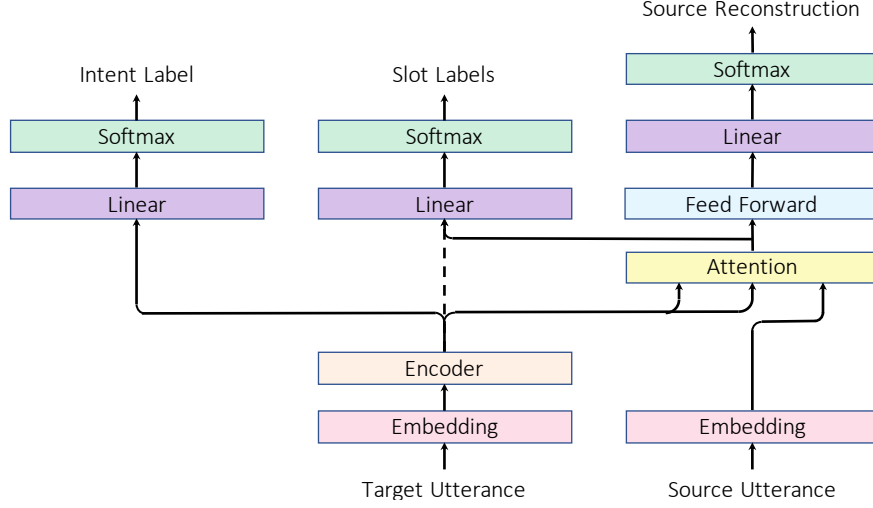 Source Reconstruction
Intent Label
Slot Labels
Softmax
Softmax
Softmax
Linear
Linear
Linear
Feed Forward
Attention
Encoder
Embedding
Embedding
Target Utterance
Source Utterance